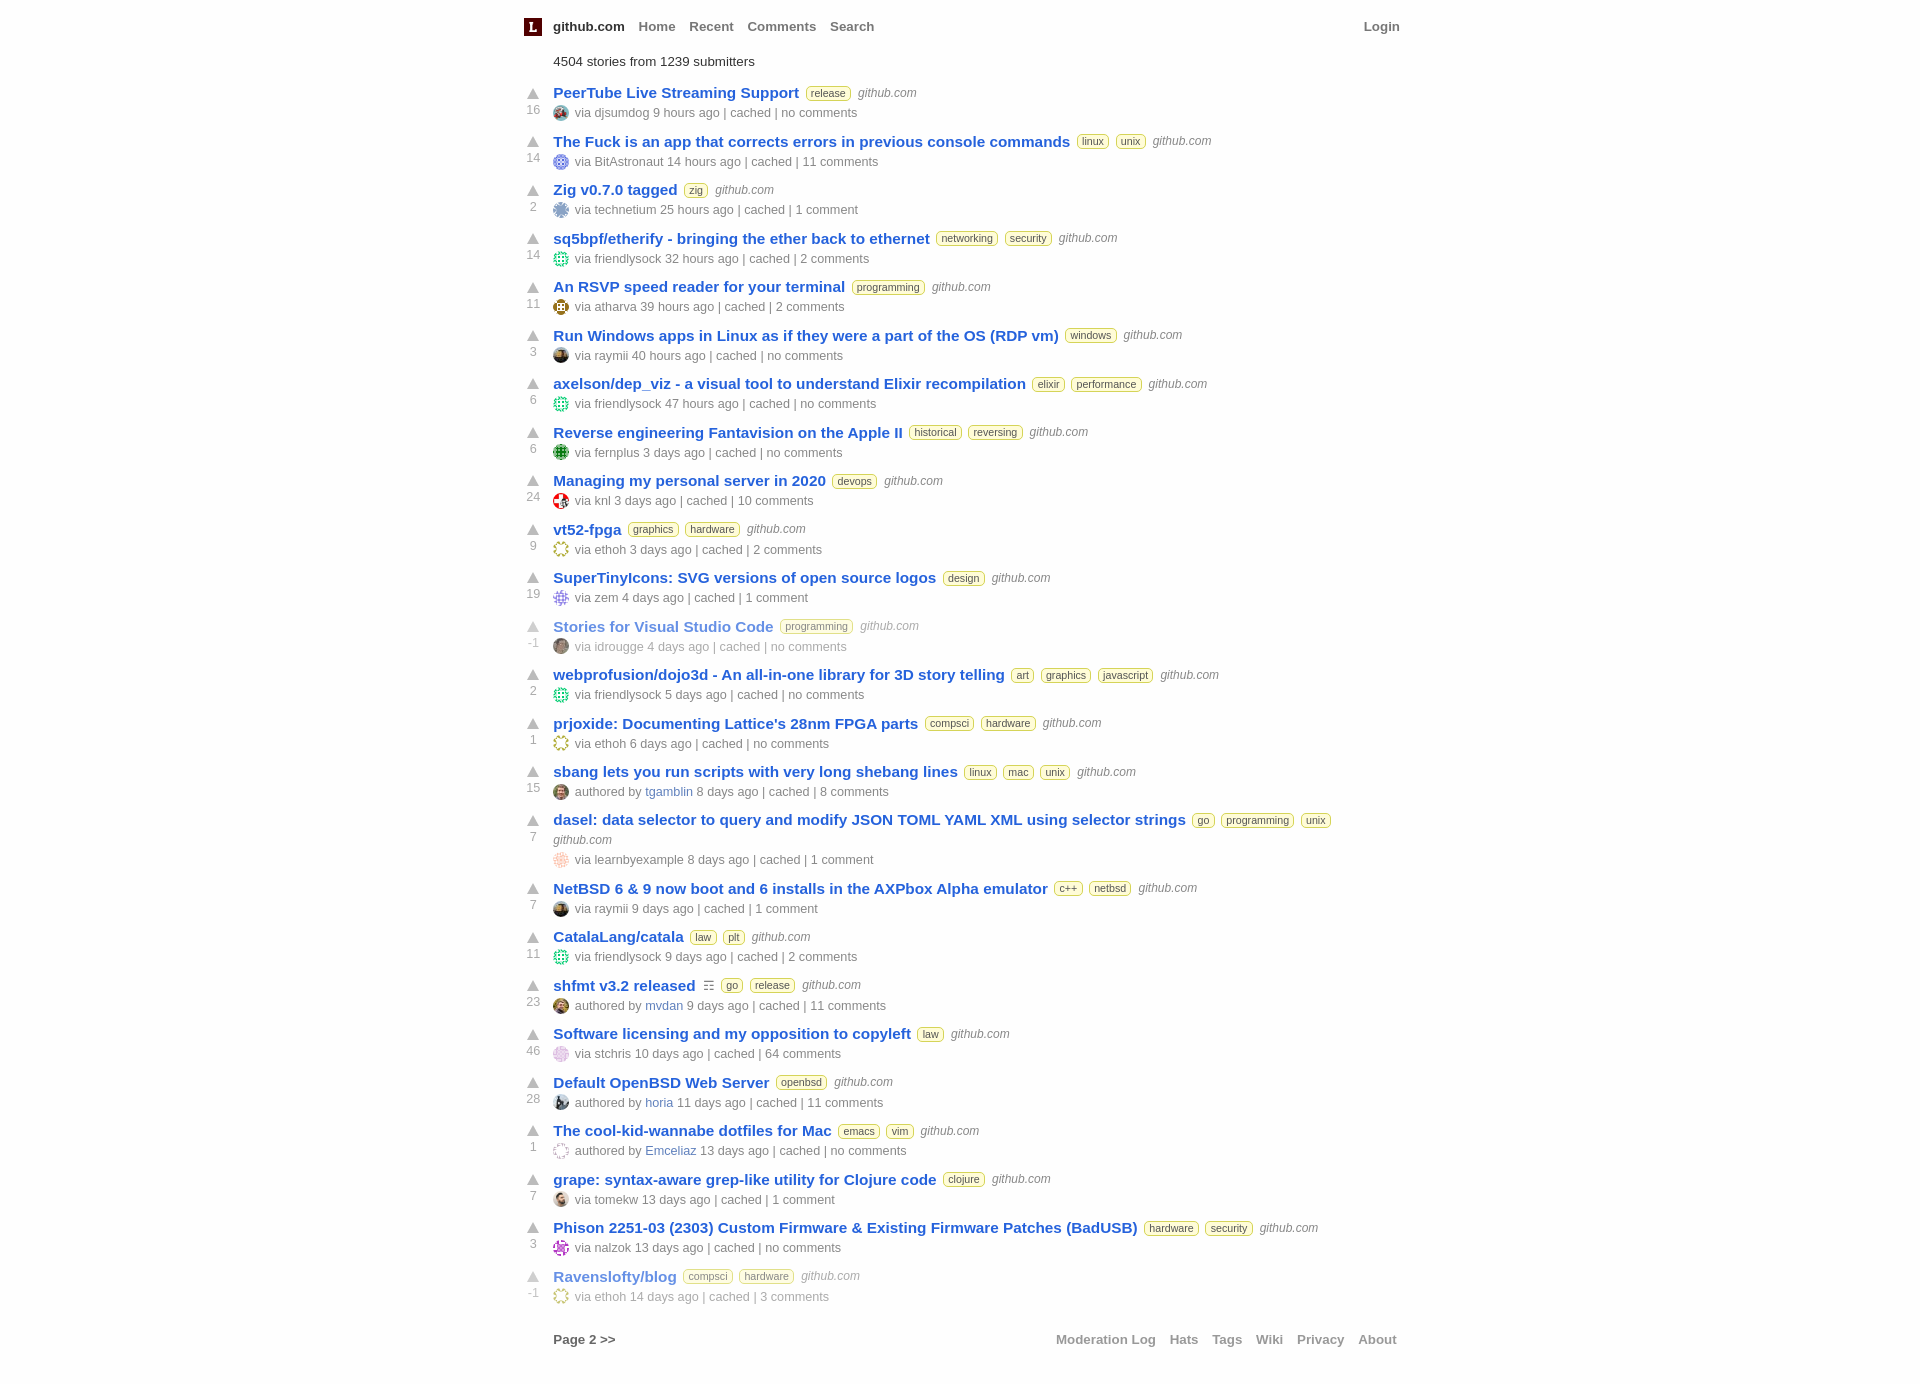 L github.com Home Recent Comments Search Login
4504 stories from 1239 submitters
PeerTube Live Streaming Support release github.com
16 via djsumdog 9 hours ago | cached | no comments
The Fuck is an app that corrects errors in previous console commands linux unix github.com
14 via BitAstronaut 14 hours ago | cached | 11 comments
Zig v0.7.0 tagged zig github.com
2 via technetium 25 hours ago | cached | 1 comment
sq5bpf/etherify - bringing the ether back to ethernet networking security github.com
14 via friendlysock 32 hours ago | cached | 2 comments
An RSVP speed reader for your terminal programming github.com
11 via atharva 39 hours ago | cached | 2 comments
Run Windows apps in Linux as if they were a part of the OS (RDP vm) windows github.com
3 via raymii 40 hours ago | cached | no comments
axelson/dep_viz - a visual tool to understand Elixir recompilation elixir performance github.com
6 via friendlysock 47 hours ago | cached | no comments
Reverse engineering Fantavision on the Apple II historical reversing github.com
6 via fernplus 3 days ago | cached | no comments
Managing my personal server in 2020 devops github.com
24 via knl 3 days ago | cached | 10 comments
vt52-fpga graphics hardware github.com
9 via ethoh 3 days ago | cached | 2 comments
SuperTinyIcons: SVG versions of open source logos design github.com
19 via zem 4 days ago | cached | 1 comment
Stories for Visual Studio Code programming github.com
-1 via idrougge 4 days ago | cached | no comments
webprofusion/dojo3d - An all-in-one library for 3D story telling art graphics javascript github.com
2 via friendlysock 5 days ago | cached | no comments
prjoxide: Documenting Lattice's 28nm FPGA parts compsci hardware github.com
1 via ethoh 6 days ago | cached | no comments
sbang lets you run scripts with very long shebang lines linux mac unix github.com
15 authored by tgamblin 8 days ago | cached | 8 comments
dasel: data selector to query and modify JSON TOML YAML XML using selector strings go programming unix
7 github.com
via learnbyexample 8 days ago | cached | 1 comment
NetBSD 6 & 9 now boot and 6 installs in the AXPbox Alpha emulator c++ netbsd github.com
7 via raymii 9 days ago | cached | 1 comment
CatalaLang/catala law plt github.com
11 via friendlysock 9 days ago | cached | 2 comments
shfmt v3.2 released ☶ go release github.com
23 authored by mvdan 9 days ago | cached | 11 comments
Software licensing and my opposition to copyleft law github.com
46 via stchris 10 days ago | cached | 64 comments
Default OpenBSD Web Server openbsd github.com
28 authored by horia 11 days ago | cached | 11 comments
The cool-kid-wannabe dotfiles for Mac emacs vim github.com
1 authored by Emceliaz 13 days ago | cached | no comments
grape: syntax-aware grep-like utility for Clojure code clojure github.com
7 via tomekw 13 days ago | cached | 1 comment
Phison 2251-03 (2303) Custom Firmware & Existing Firmware Patches (BadUSB) hardware security github.com
3 via nalzok 13 days ago | cached | no comments
Ravenslofty/blog compsci hardware github.com
-1 via ethoh 14 days ago | cached | 3 comments
Page 2 >> Moderation Log Hats Tags Wiki Privacy About